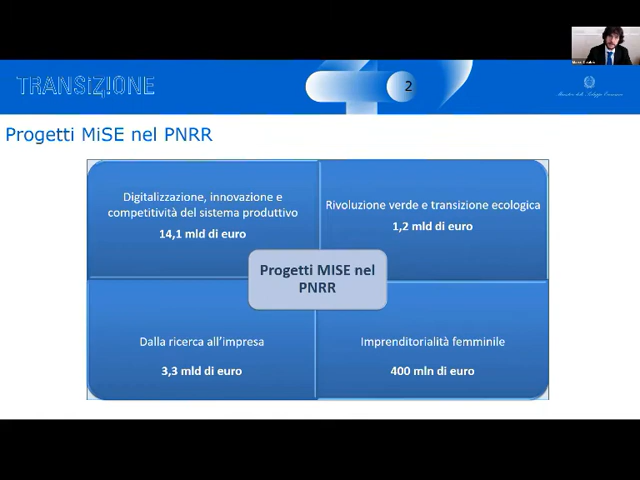 TRANSIZIONE
2
Progetti MiSE nel PNRR
Digitalizzazione, innovazione e
competitività del sistema produttivo
14,1 mld di euro
Rivoluzione verde e transizione ecologica
1,2 mld di euro
Progetti MISE nel
PNRR
Dalla ricerca all'impresa
3,3 mld di euro
Imprenditorialità femminile
400 mln di euro